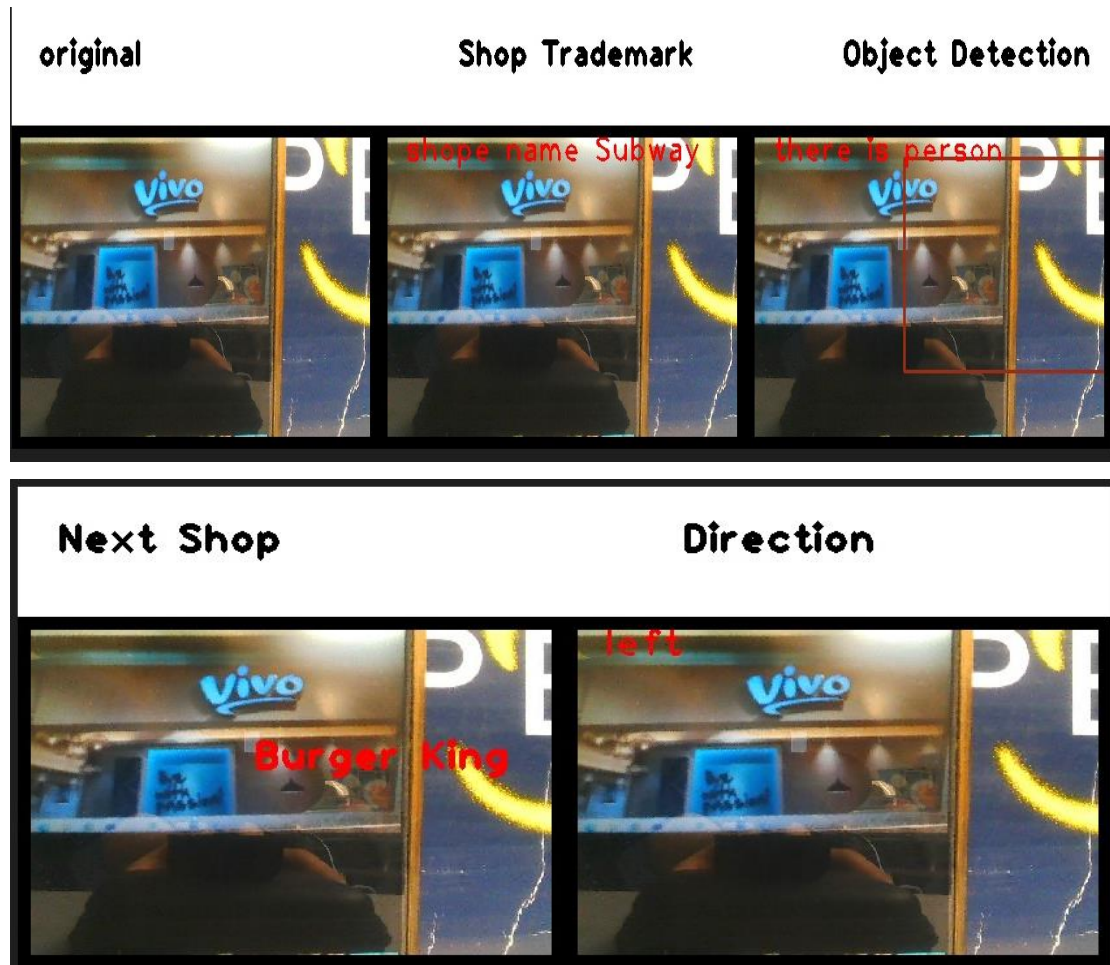 original Shop Trademark Object Detection
shope name Subway there is person
vivo vivo vivo
Next Shop Direction
left
vivo vivo
Burger King